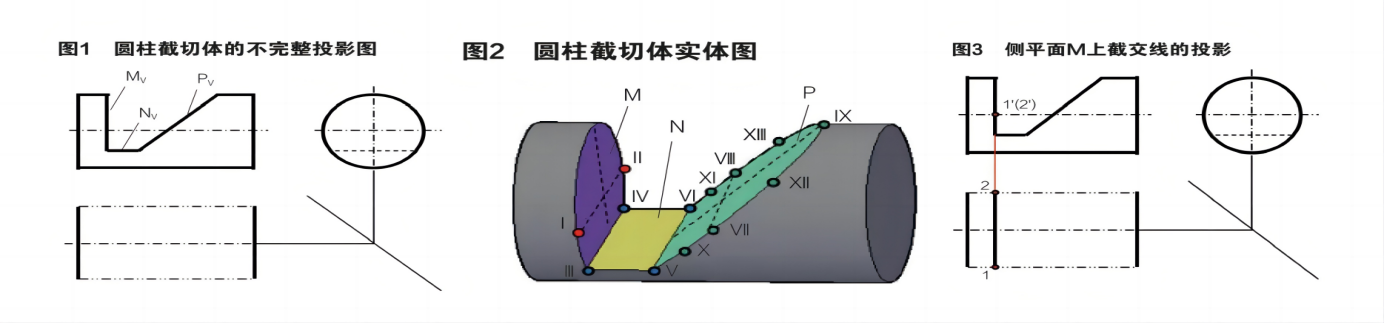 图1 圆柱截切体的不完整投影图
Mv
Pv
Nv
图2 圆柱截切体实体图
M
P
N
IX
XIII
II
VIII
XII
XI
IV
VI
I
VII
X
III
V
图3 侧平面M上截交线的投影
1'(2')
2
1